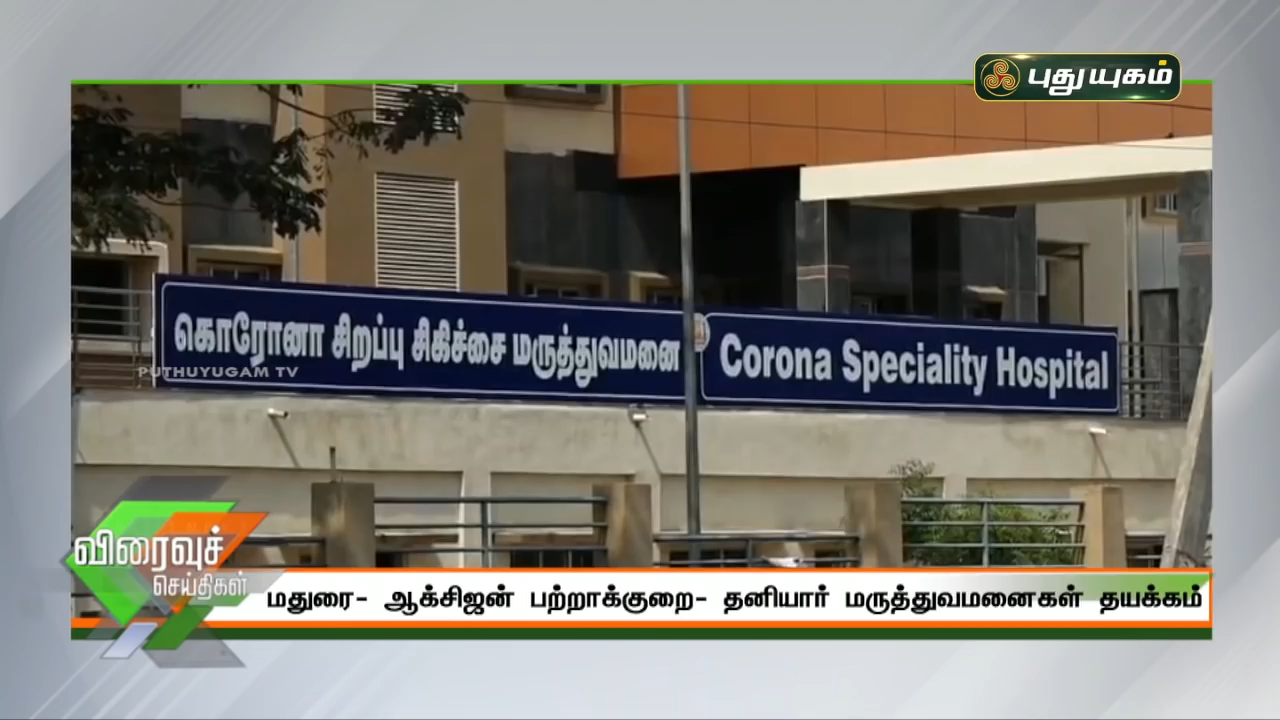 புதுயுகம்
கொரோனா சிறப்பு சிகிச்சை மருத்துவமனை
Corona Speciality Hospital
PUTHUYUGAM TV
விரைவுச்
செய்திகள்
மதுரை- ஆக்சிஜன் பற்றாக்குறை- தனியார் மருத்துவமனைகள் தயக்கம்